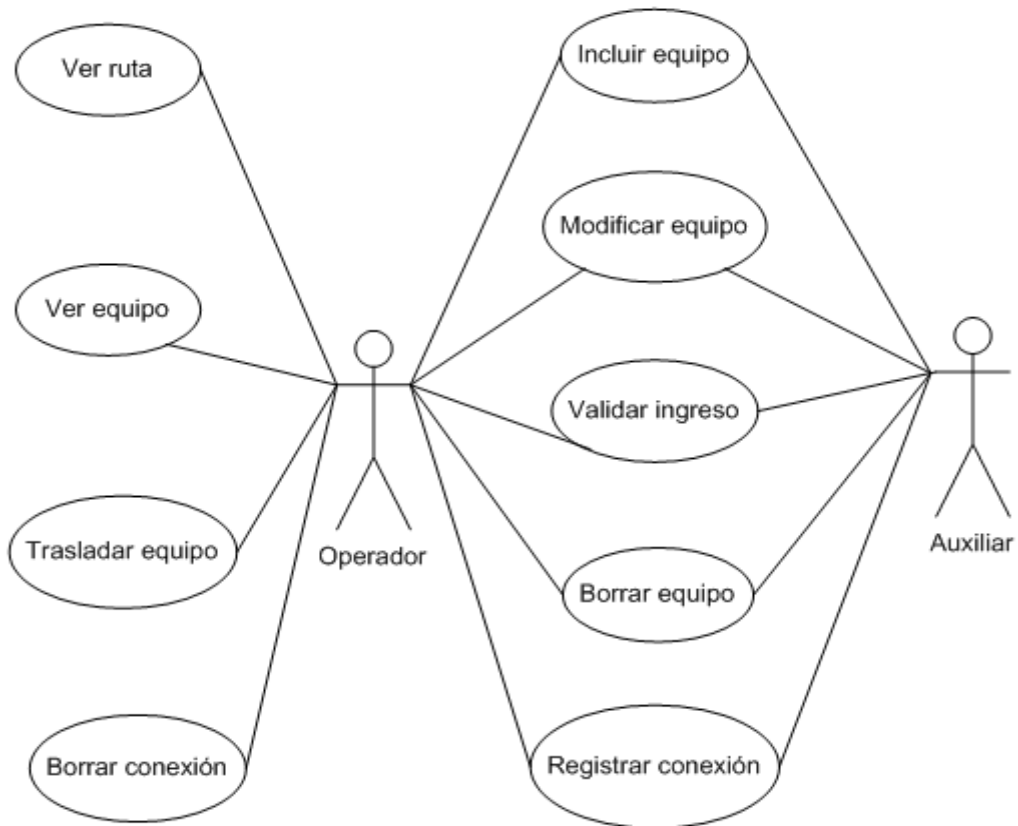 Ver ruta
Incluir equipo
Modificar equipo
Ver equipo
Validar ingreso
Trasladar equipo
Operador
Auxiliar
Borrar equipo
Borrar conexión
Registrar conexión